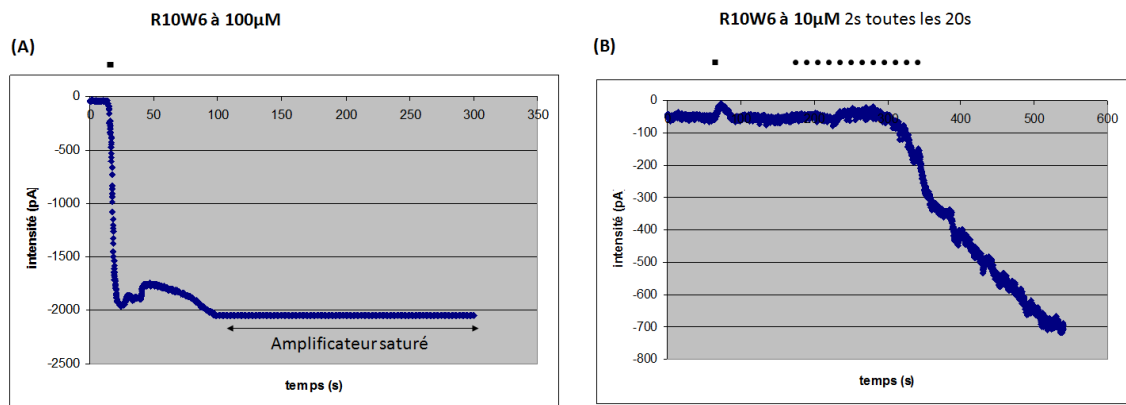 R10W6 à 100µM
(A)
0
-500
-1000
-1500
-2000
-2500
0 50 100 150 200 250 300 350
intensité (pA)
Amplificateur saturé
temps (s)
R10W6 à 10µM 2s toutes les 20s
(B)
0
-100
-200
-300
-400
-500
-600
-700
-800
400 500 600
intensité (pA)
temps (s)